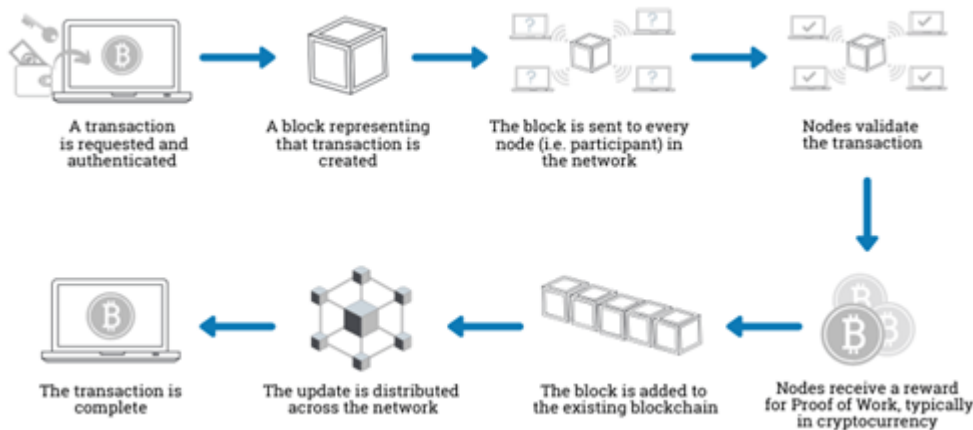 A transaction
is requested and
authenticated
A block representing
that transaction is
created
The block is sent to every
node (i.e. participant) in
the network
Nodes validate
the transaction
The transaction is
complete
The update is distributed
across the network
The block is added to
the existing blockchain
Nodes receive a reward
for Proof of Work, typically
in cryptocurrency